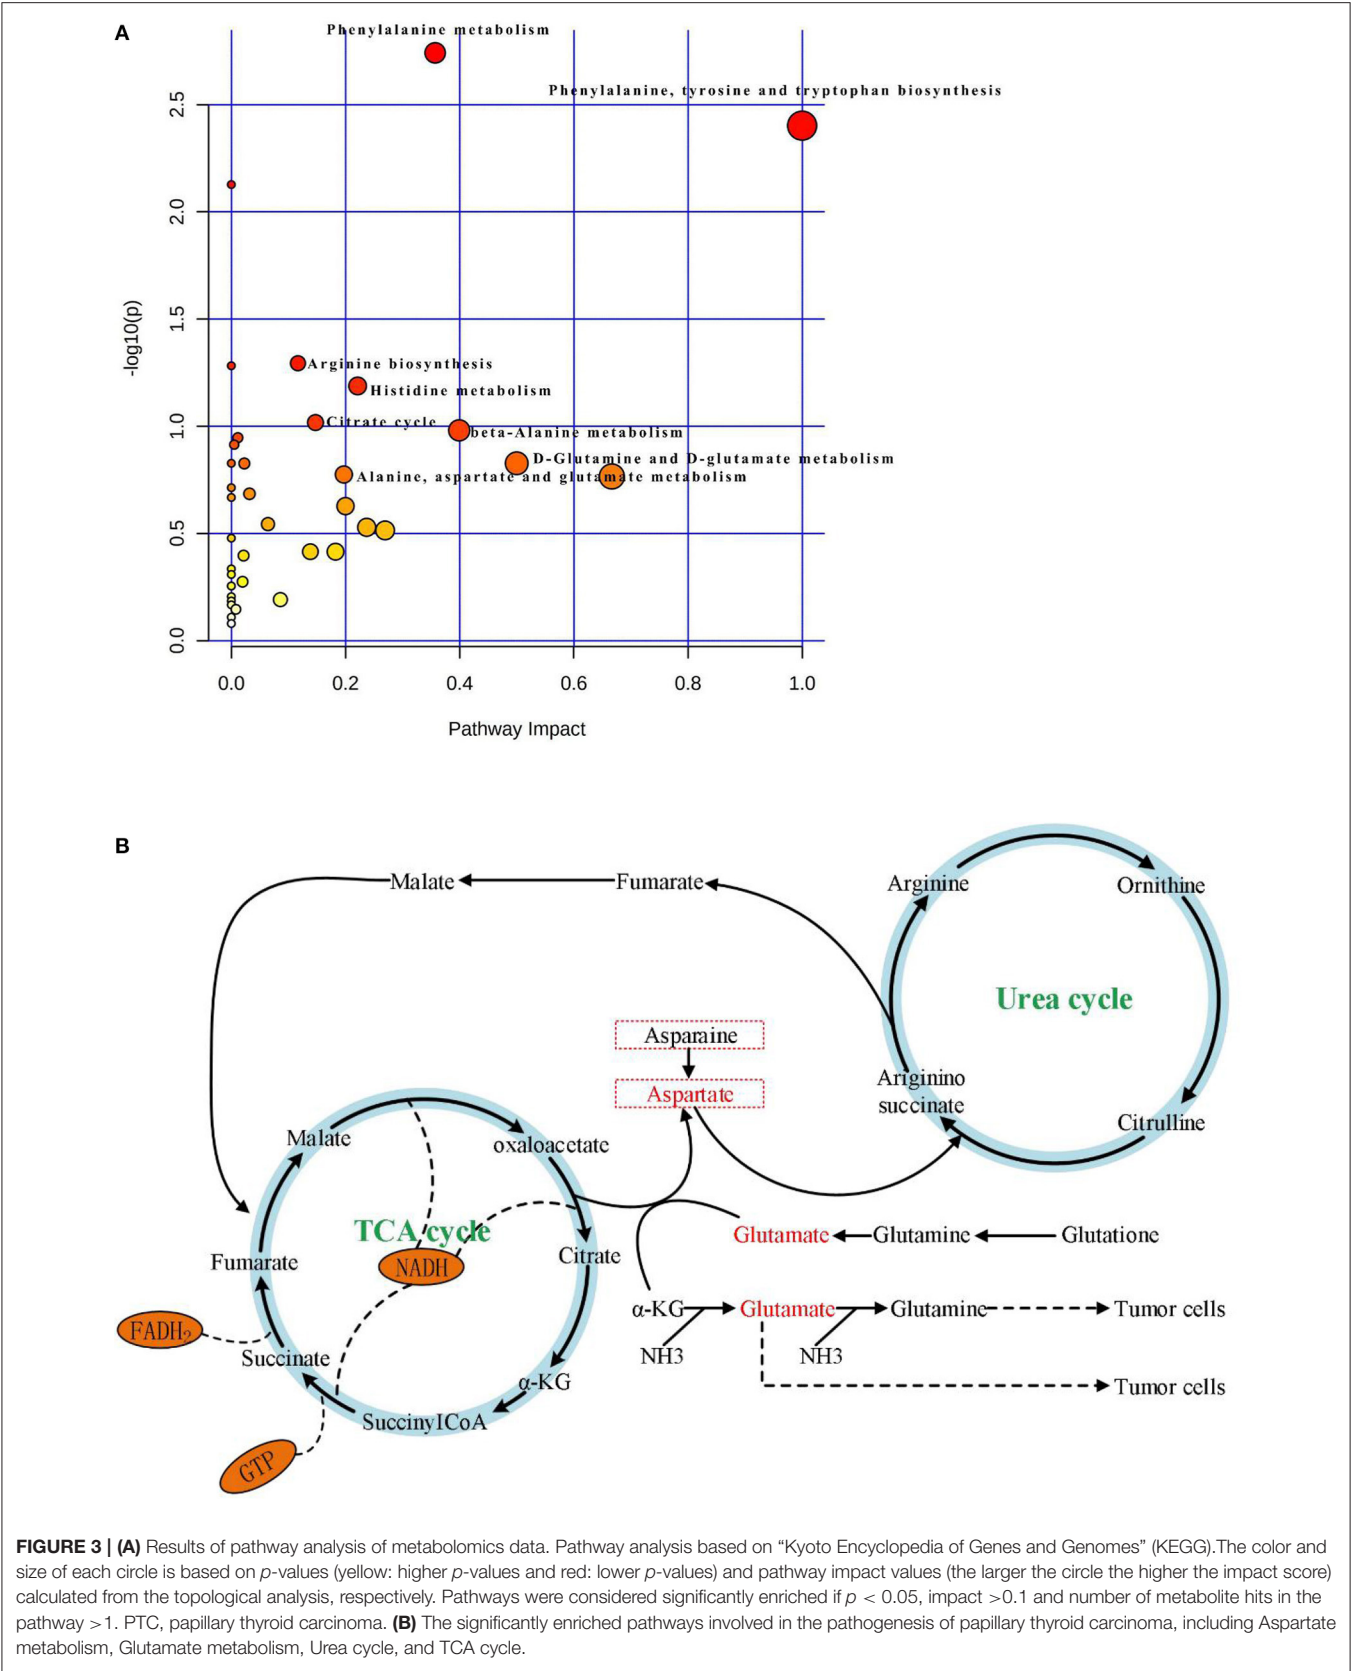 A
Phenylalanine metabolism
Phenylalanine, tyrosine and tryptophan biosynthesis
2.5
2.0
1.5
1.0
0.5
0.0
-log10(p)
Arginine biosynthesis
Histidine metabolism
Citrate cycle
beta-Alanine metabolism
D-Glutamine and D-glutamate metabolism
Alanine, aspartate and glutamate metabolism
0.0 0.2 0.4 0.6 0.8 1.0
Pathway Impact
B
Malate
Fumarate
Arginine
Ornithine
Urea cycle
Asparaine
Aspartate
Ariginino
succinate
Citrulline
Malate
oxaloacetate
TCA cycle
NADH
Fumarate
Citrate
Glutamate
Glutamine
Glutatione
FADH₂
α-KG
Glutamate
Glutamine
Tumor cells
NH3
NH3
Succinate
α-KG
Tumor cells
SuccinylCoA
GTP
FIGURE 3 | (A) Results of pathway analysis of metabolomics data. Pathway analysis based on “Kyoto Encyclopedia of Genes and Genomes” (KEGG).The color and
size of each circle is based on p-values (yellow: higher p-values and red: lower p-values) and pathway impact values (the larger the circle the higher the impact score)
calculated from the topological analysis, respectively. Pathways were considered significantly enriched if p < 0.05, impact >0.1 and number of metabolite hits in the
pathway >1. PTC, papillary thyroid carcinoma. (B) The significantly enriched pathways involved in the pathogenesis of papillary thyroid carcinoma, including Aspartate
metabolism, Glutamate metabolism, Urea cycle, and TCA cycle.